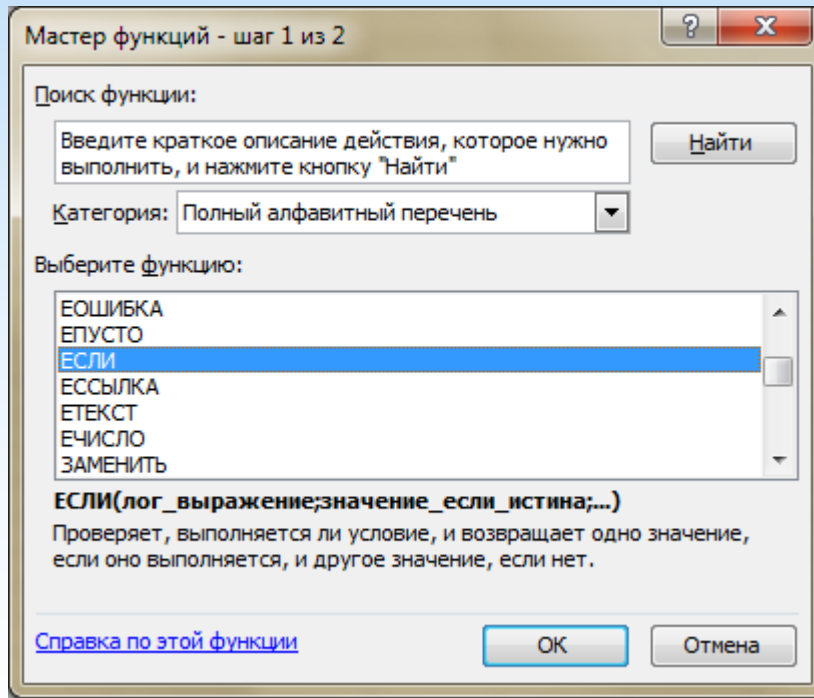 Мастер функций - шаг 1 из 2
Поиск функции:
Введите краткое описание действия, которое нужно
выполнить, и нажмите кнопку "Найти"
Найти
Категория: Полный алфавитный перечень
Выберите функцию:
ЕОШИБКА
ЕПУСТО
ЕСЛИ
ЕССЫЛКА
ЕТЕКСТ
ЕЧИСЛО
ЗАМЕНИТЬ
ЕСЛИ(лог_выражение;значение_если_истина;...)
Проверяет, выполняется ли условие, и возвращает одно значение,
если оно выполняется, и другое значение, если нет.
Справка по этой функции
ОК
Отмена